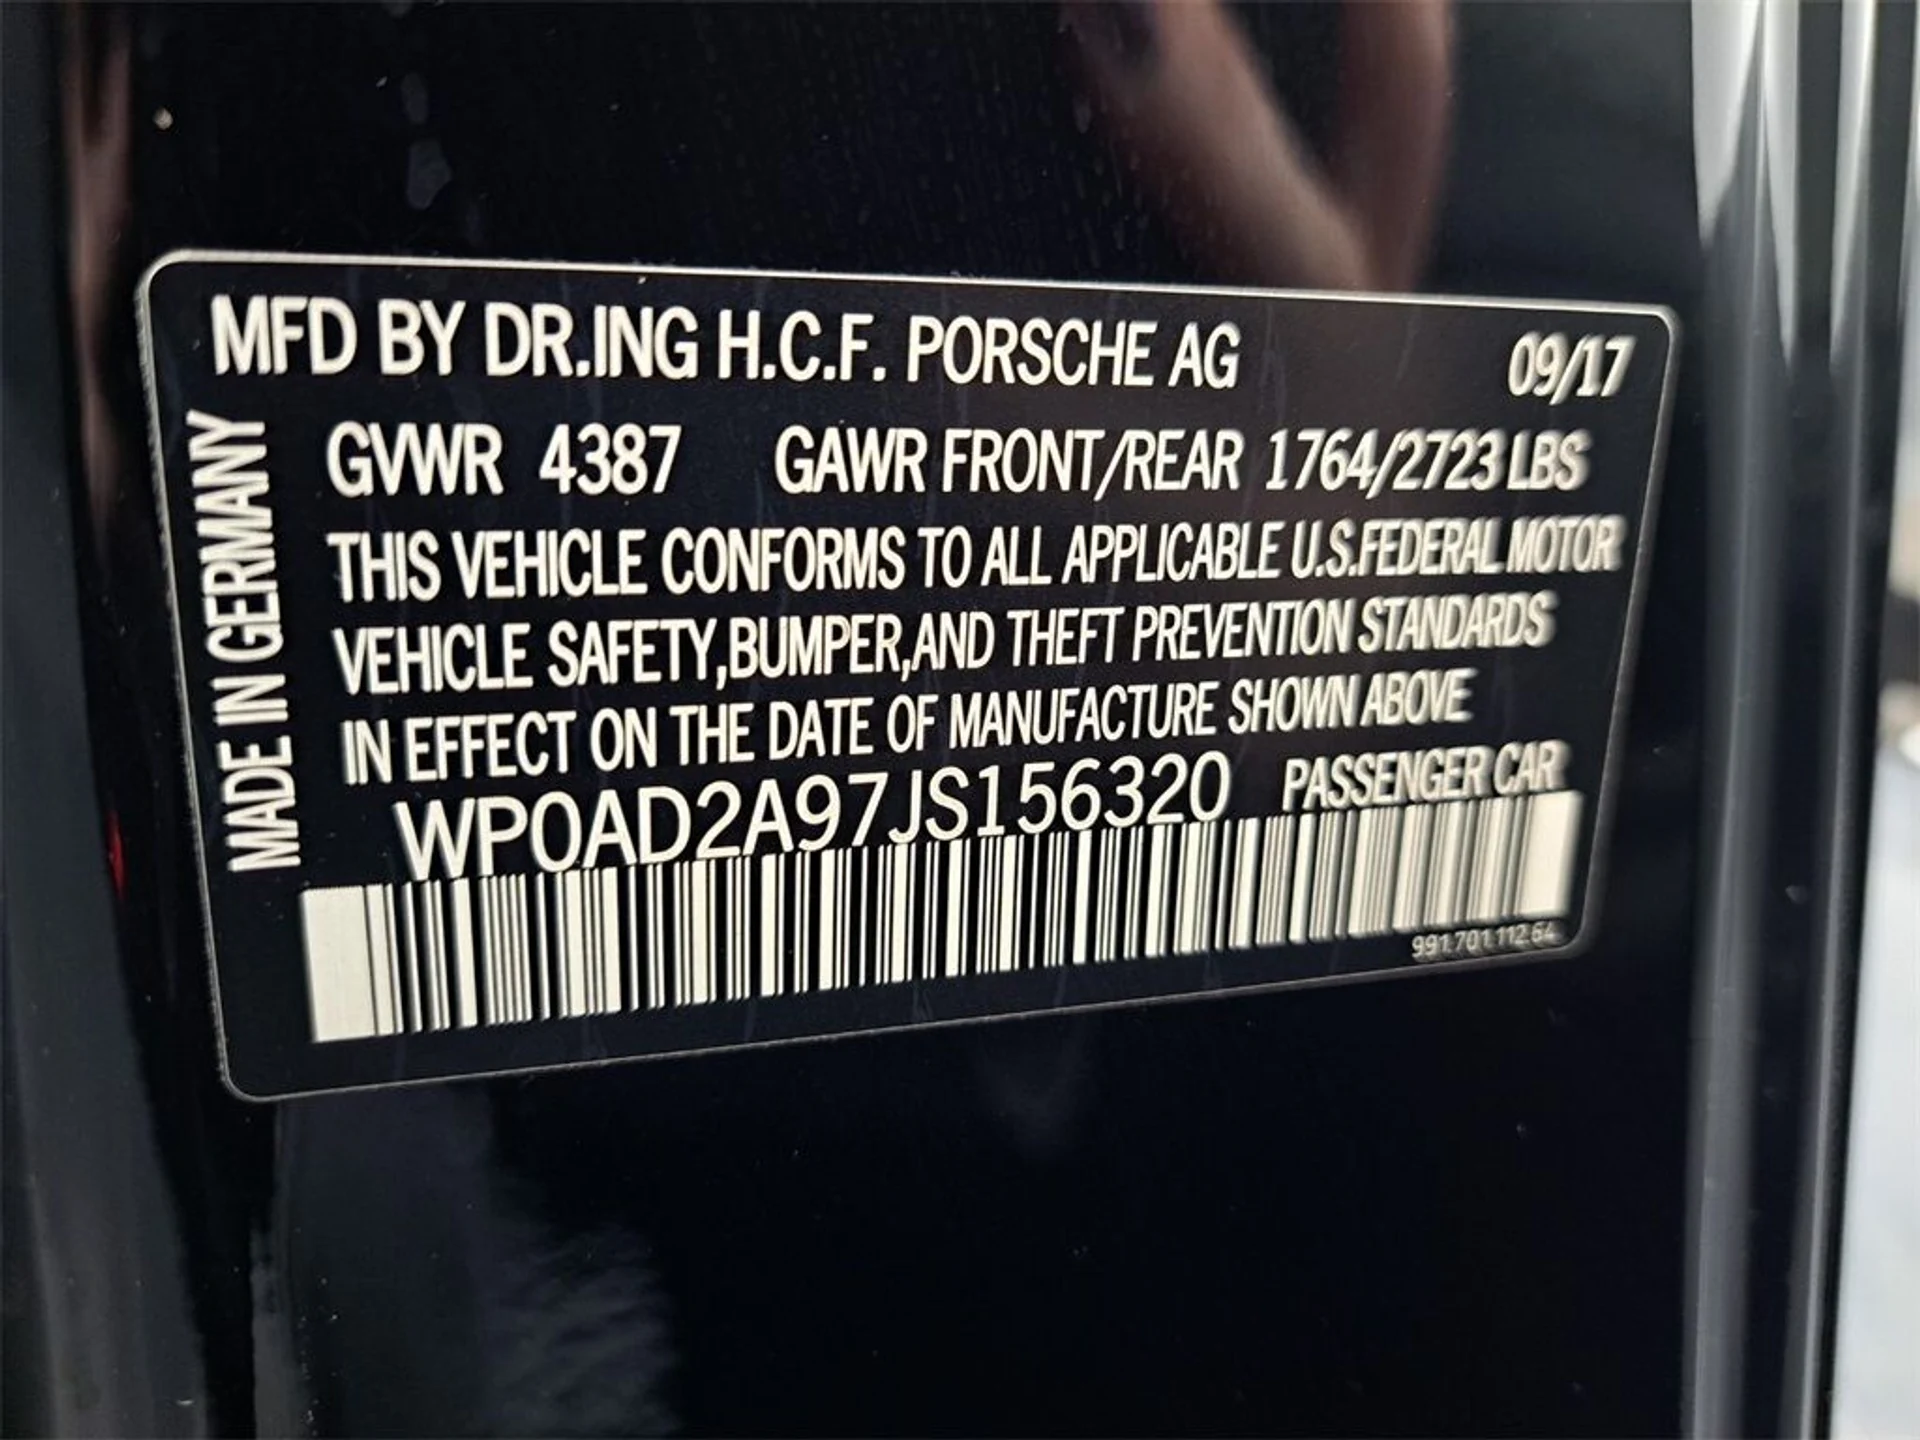 MFD BY DR.ING H.C.F. PORSCHE AG 09/17
GVWR 4387 GAWR FRONT/REAR 1764/2723 LBS
THIS VEHICLE CONFORMS TO ALL APPLICABLE U.S.FEDERAL MOTOR
VEHICLE SAFETY,BUMPER,AND THEFT PREVENTION STANDARDS
IN EFFECT ON THE DATE OF MANUFACTURE SHOWN ABOVE
WP0AD2A97JS156320 PASSENGER CAR
991.701.112.64
MADE IN GERMANY